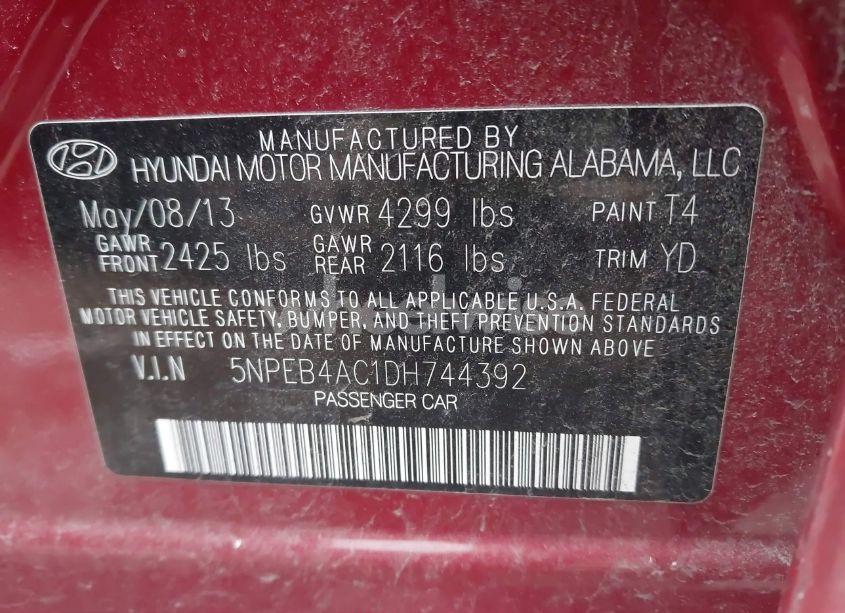 MANUFACTURED BY
HYUNDAI MOTOR MANUFACTURING ALABAMA, LLC
May/08/13 GVWR 4299 lbs PAINT T4
GAWR FRONT 2425 lbs GAWR REAR 2116 lbs TRIM YD
THIS VEHICLE CONFORMS TO ALL APPLICABLE U.S.A. FEDERAL
MOTOR VEHICLE SAFETY, BUMPER, AND THEFT PREVENTION STANDARDS
IN EFFECT ON THE DATE OF MANUFACTURE SHOWN ABOVE
V.I.N 5NPEB4AC1DH744392
PASSENGER CAR